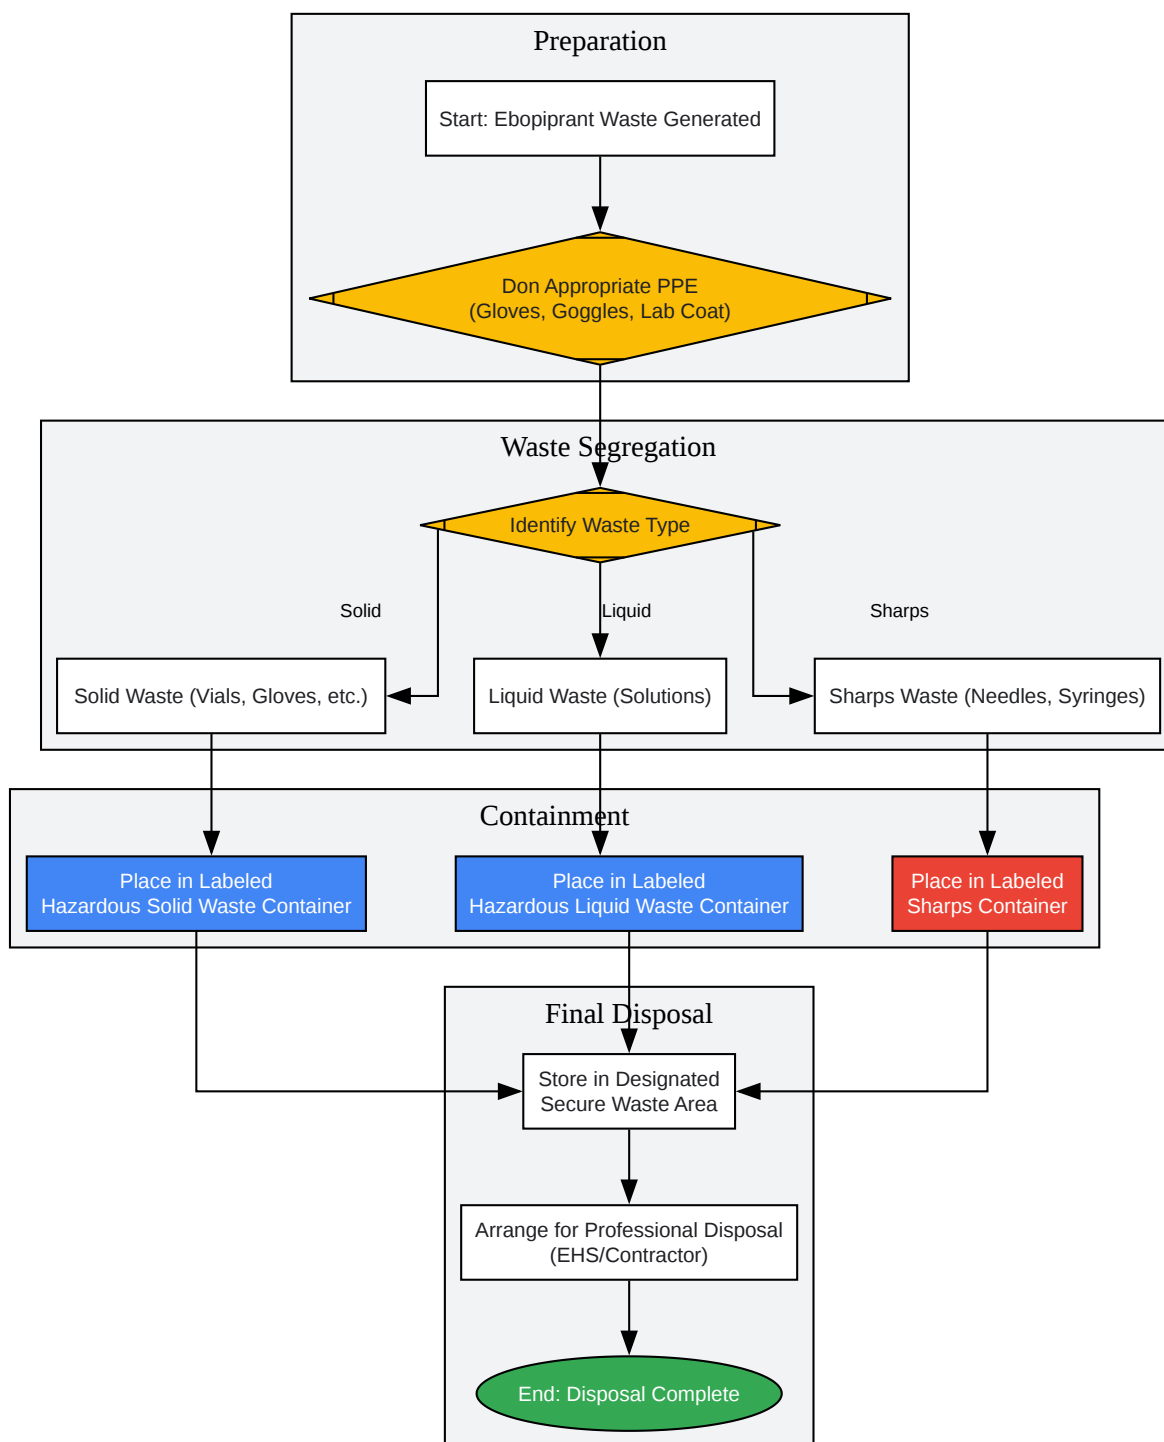 Preparation
Start: Ebopiprant Waste Generated
Don Appropriate PPE
(Gloves, Goggles, Lab Coat)
Waste Segregation
Identify Waste Type
Solid
Liquid
Sharps
Solid Waste (Vials, Gloves, etc.)
Liquid Waste (Solutions)
Sharps Waste (Needles, Syringes)
Containment
Place in Labeled
Hazardous Solid Waste Container
Place in Labeled
Hazardous Liquid Waste Container
Place in Labeled
Sharps Container
Final Disposal
Store in Designated
Secure Waste Area
Arrange for Professional Disposal
(EHS/Contractor)
End: Disposal Complete